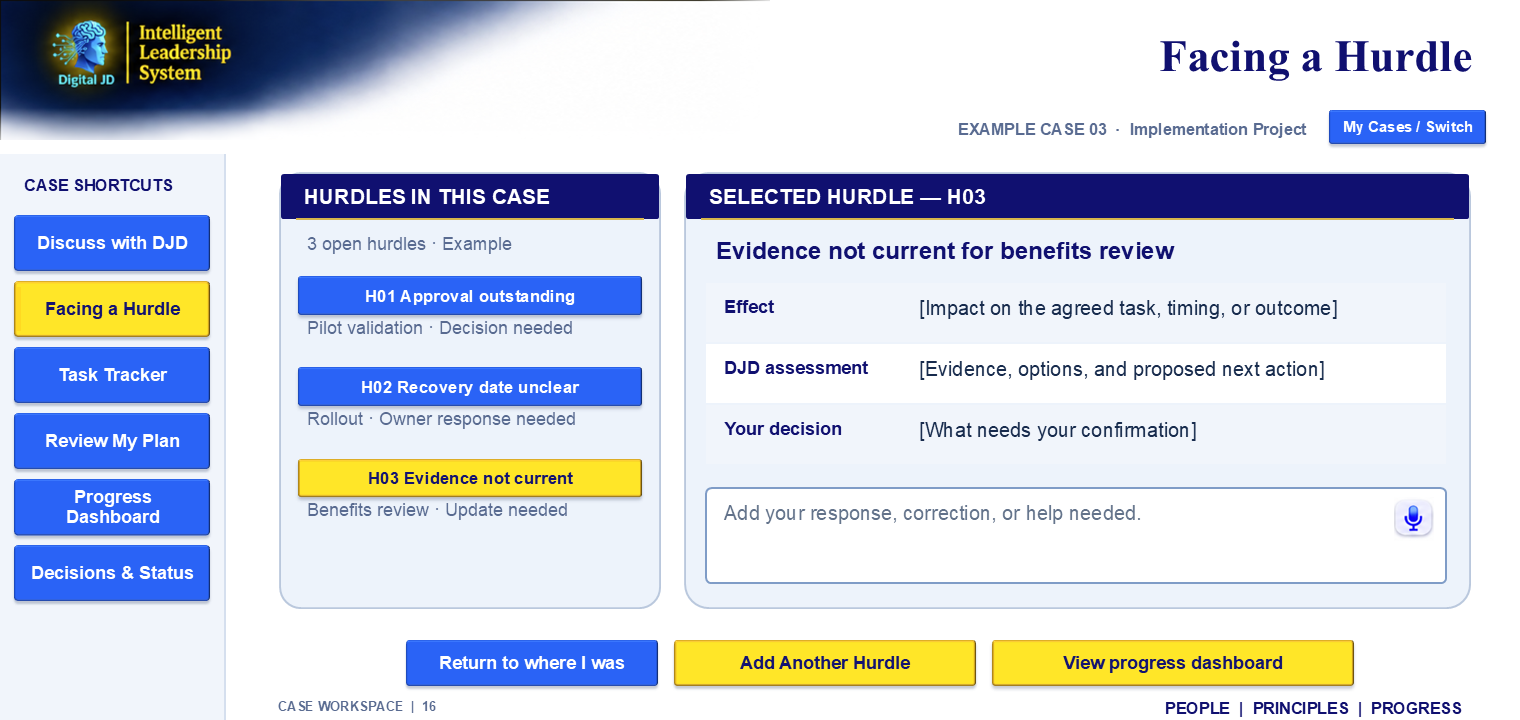 Digital JD
Intelligent
Leadership
System
Facing a Hurdle
EXAMPLE CASE 03 · Implementation Project
My Cases / Switch
CASE SHORTCUTS
Discuss with DJD
Facing a Hurdle
Task Tracker
Review My Plan
Progress
Dashboard
Decisions & Status
HURDLES IN THIS CASE
3 open hurdles · Example
H01 Approval outstanding
Pilot validation · Decision needed
H02 Recovery date unclear
Rollout · Owner response needed
H03 Evidence not current
Benefits review · Update needed
SELECTED HURDLE — H03
Evidence not current for benefits review
Effect [Impact on the agreed task, timing, or outcome]
DJD assessment [Evidence, options, and proposed next action]
Your decision [What needs your confirmation]
Add your response, correction, or help needed.
Return to where I was
Add Another Hurdle
View progress dashboard
CASE WORKSPACE | 16
PEOPLE | PRINCIPLES | PROGRESS